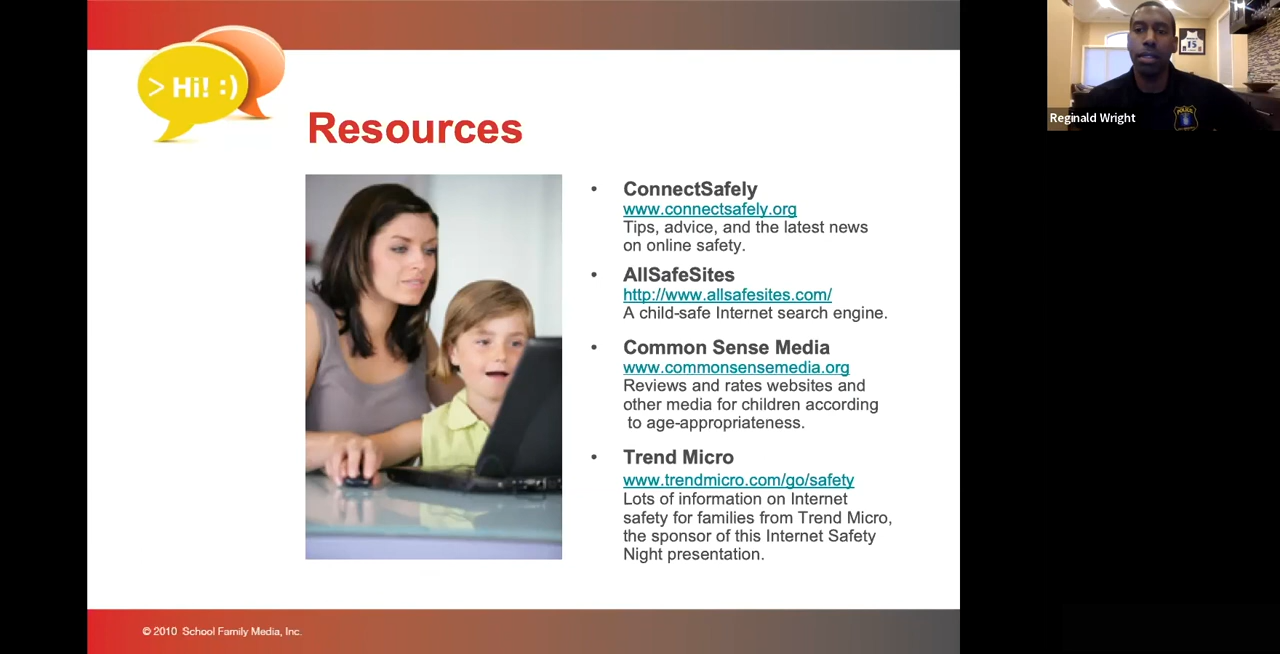 > Hi! :)
Resources
• ConnectSafely
www.connectsafely.org
Tips, advice, and the latest news
on online safety.
• AllSafeSites
http://www.allsafesites.com/
A child-safe Internet search engine.
• Common Sense Media
www.commonsensemedia.org
Reviews and rates websites and
other media for children according
to age-appropriateness.
• Trend Micro
www.trendmicro.com/go/safety
Lots of information on Internet
safety for families from Trend Micro,
the sponsor of this Internet Safety
Night presentation.
© 2010 School Family Media, Inc.
15
POLICE
Reginald Wright